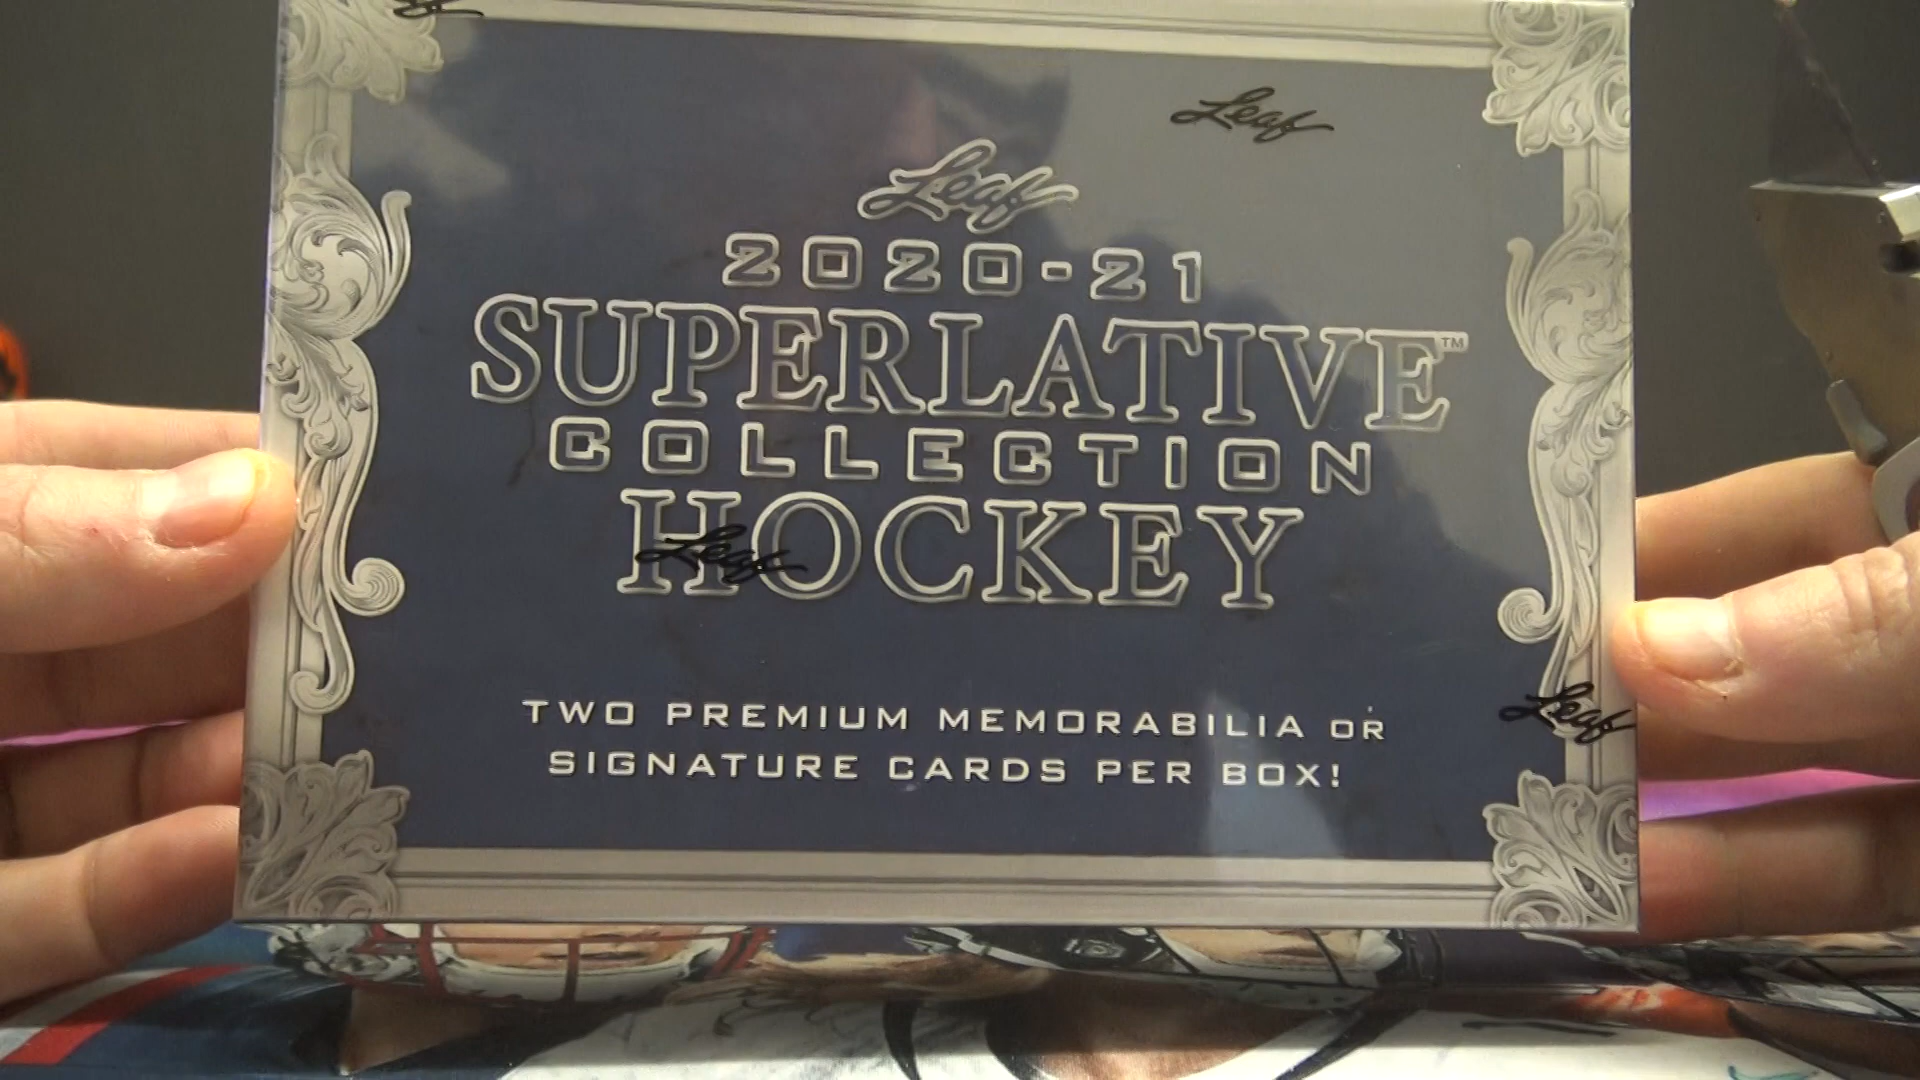 Leaf
Leaf
2020-21
SUPERLATIVE™
COLLECTION
HOCKEY
Leaf
TWO PREMIUM MEMORABILIA OR
SIGNATURE CARDS PER BOX!
Leaf